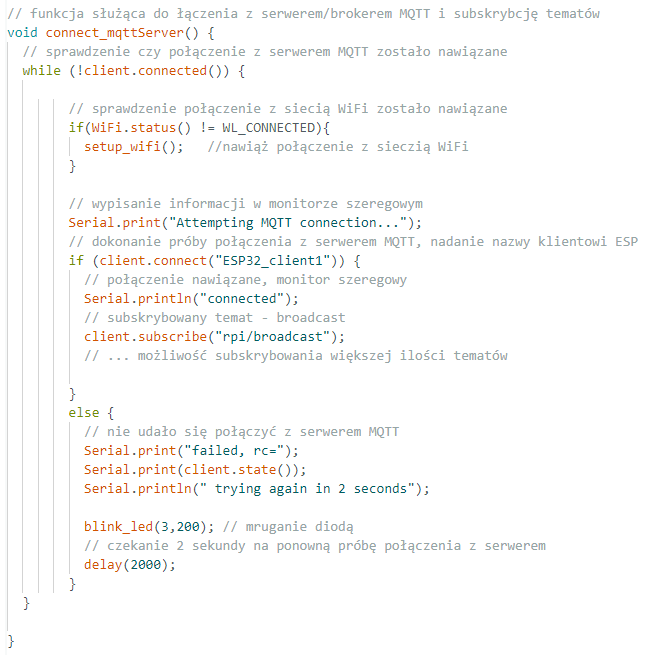 // funkcja służąca do łączenia z serwerem/brokerem MQTT i subskrybcję tematów
void connect_mqttServer() {
// sprawdzenie czy połączenie z serwerem MQTT zostało nawiązane
while (!client.connected()) {
// sprawdzenie połączenie z siecią WiFi zostało nawiązane
if(WiFi.status() != WL_CONNECTED){
setup_wifi(); //nawiąż połączenie z sieczią WiFi
}
// wypisanie informacji w monitorze szeregowym
Serial.print("Attempting MQTT connection...");
// dokonanie próby połączenia z serwerem MQTT, nadanie nazwy klientowi ESP
if (client.connect("ESP32_client1")) {
// połączenie nawiązane, monitor szeregowy
Serial.println("connected");
// subskrybowany temat - broadcast
client.subscribe("rpi/broadcast");
// ... możliwość subskrybowania większej ilości tematów
}
else {
// nie udało się połączyć z serwerem MQTT
Serial.print("failed, rc=");
Serial.print(client.state());
Serial.println(" trying again in 2 seconds");
blink_led(3,200); // mruganie diodą
// czekanie 2 sekundy na ponowną próbę połączenia z serwerem
delay(2000);
}
}
}